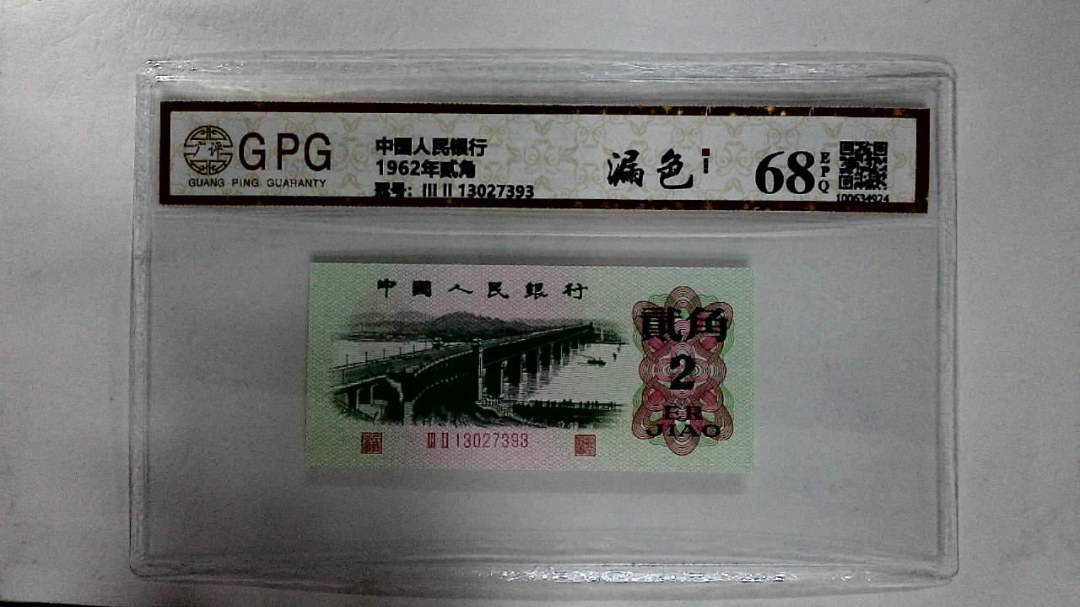 广评
GPG
GUANG PING GUARANTY
中国人民银行
1962年贰角
冠号: III II 13027393
漏色
68
EPQ
100634924
中國人民銀行
貳角
2
ER
JIAO
III II 13027393